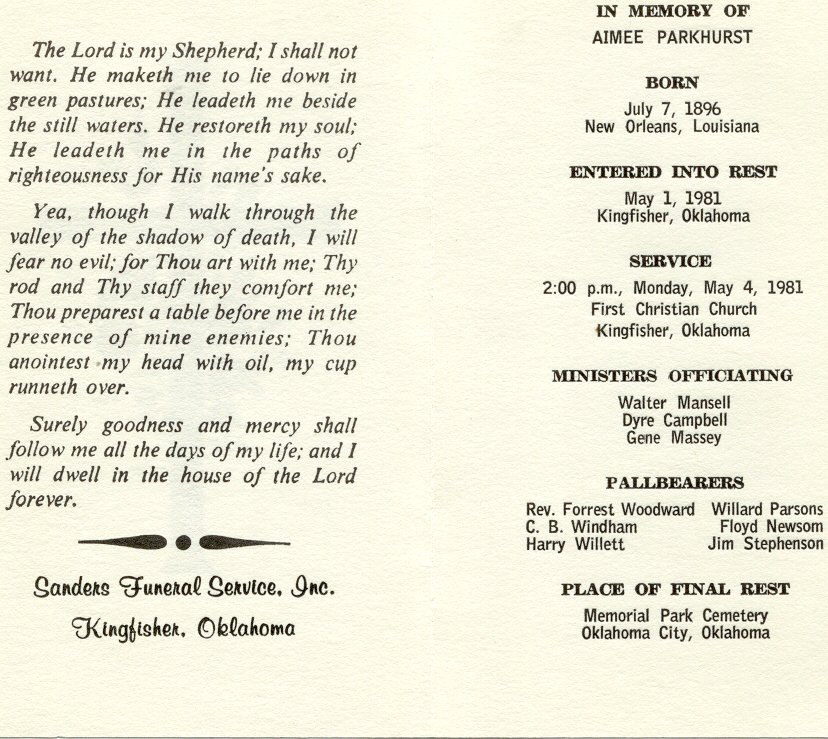 The Lord is my Shepherd; I shall not
want. He maketh me to lie down in
green pastures; He leadeth me beside
the still waters. He restoreth my soul;
He leadeth me in the paths of
righteousness for His name's sake.
Yea, though I walk through the
valley of the shadow of death, I will
fear no evil; for Thou art with me; Thy
rod and Thy staff they comfort me;
Thou preparest a table before me in the
presence of mine enemies; Thou
anointest my head with oil, my cup
runneth over.
Surely goodness and mercy shall
follow me all the days of my life; and I
will dwell in the house of the Lord
forever.
Sanders Funeral Service, Inc.
Kingfisher, Oklahoma
IN MEMORY OF
AIMEE PARKHURST
BORN
July 7, 1896
New Orleans, Louisiana
ENTERED INTO REST
May 1, 1981
Kingfisher, Oklahoma
SERVICE
2:00 p.m., Monday, May 4, 1981
First Christian Church
Kingfisher, Oklahoma
MINISTERS OFFICIATING
Walter Mansell
Dyre Campbell
Gene Massey
PALLBEARERS
Rev. Forrest Woodward Willard Parsons
C. B. Windham Floyd Newsom
Harry Willett Jim Stephenson
PLACE OF FINAL REST
Memorial Park Cemetery
Oklahoma City, Oklahoma